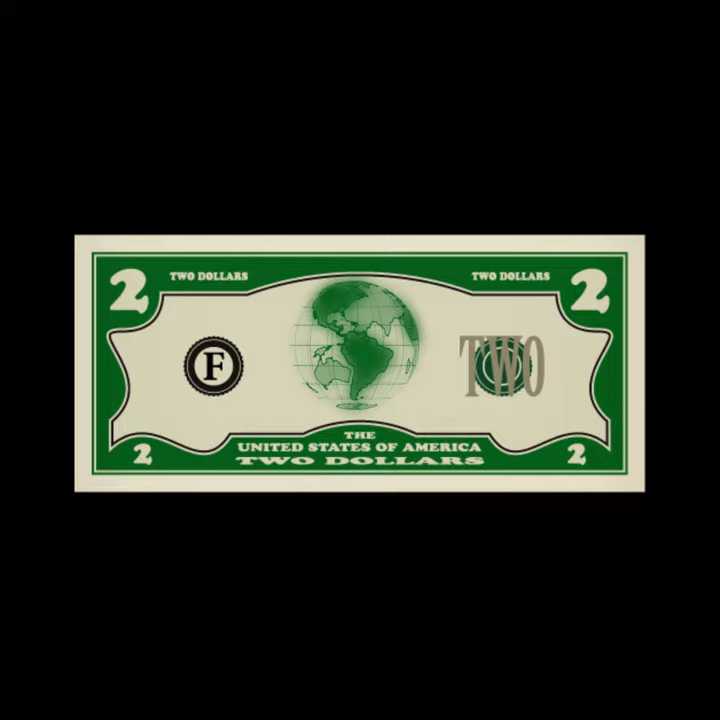 2 TWO DOLLARS TWO DOLLARS 2
F TWO
THE
2 UNITED STATES OF AMERICA 2
TWO DOLLARS